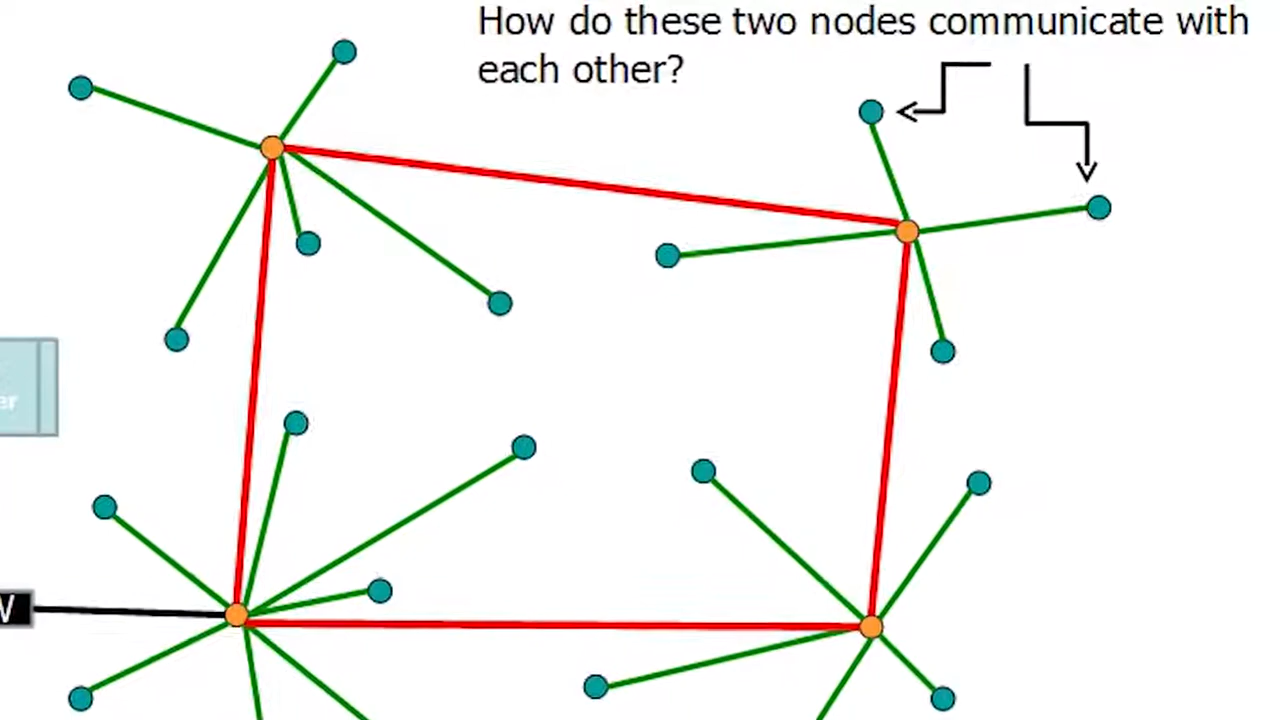 How do these two nodes communicate with
each other?